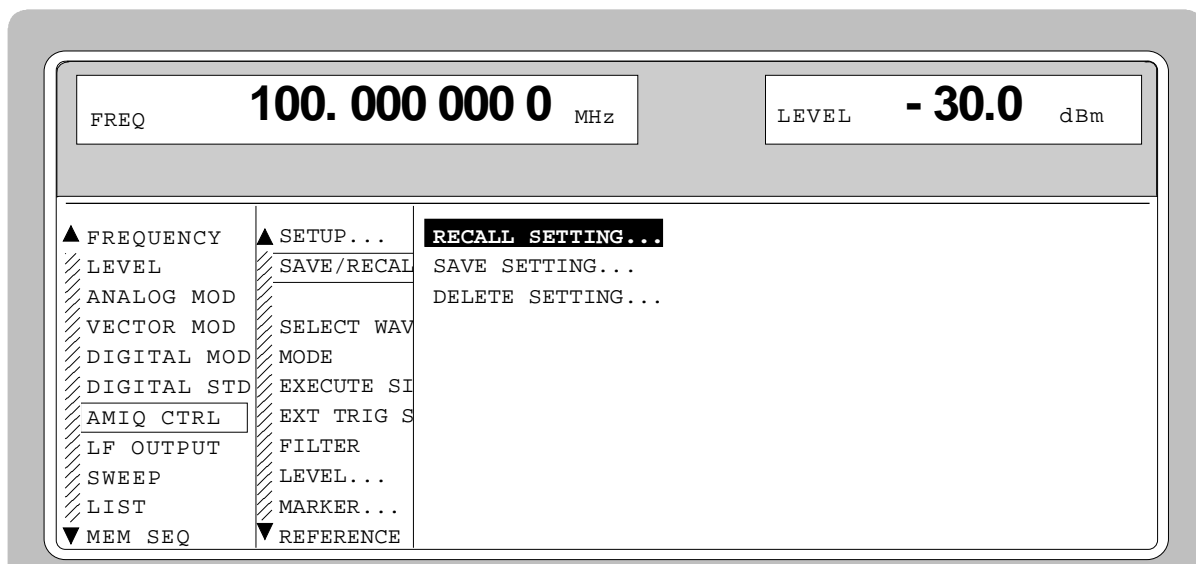 FREQ 100. 000 000 0 MHz
LEVEL - 30.0 dBm
FREQUENCY
LEVEL
ANALOG MOD
VECTOR MOD
DIGITAL MOD
DIGITAL STD
AMIQ CTRL
LF OUTPUT
SWEEP
LIST
MEM SEQ
SETUP...
SAVE/RECAL
SELECT WAV
MODE
EXECUTE SI
EXT TRIG S
FILTER
LEVEL...
MARKER...
REFERENCE
RECALL SETTING...
SAVE SETTING...
DELETE SETTING...